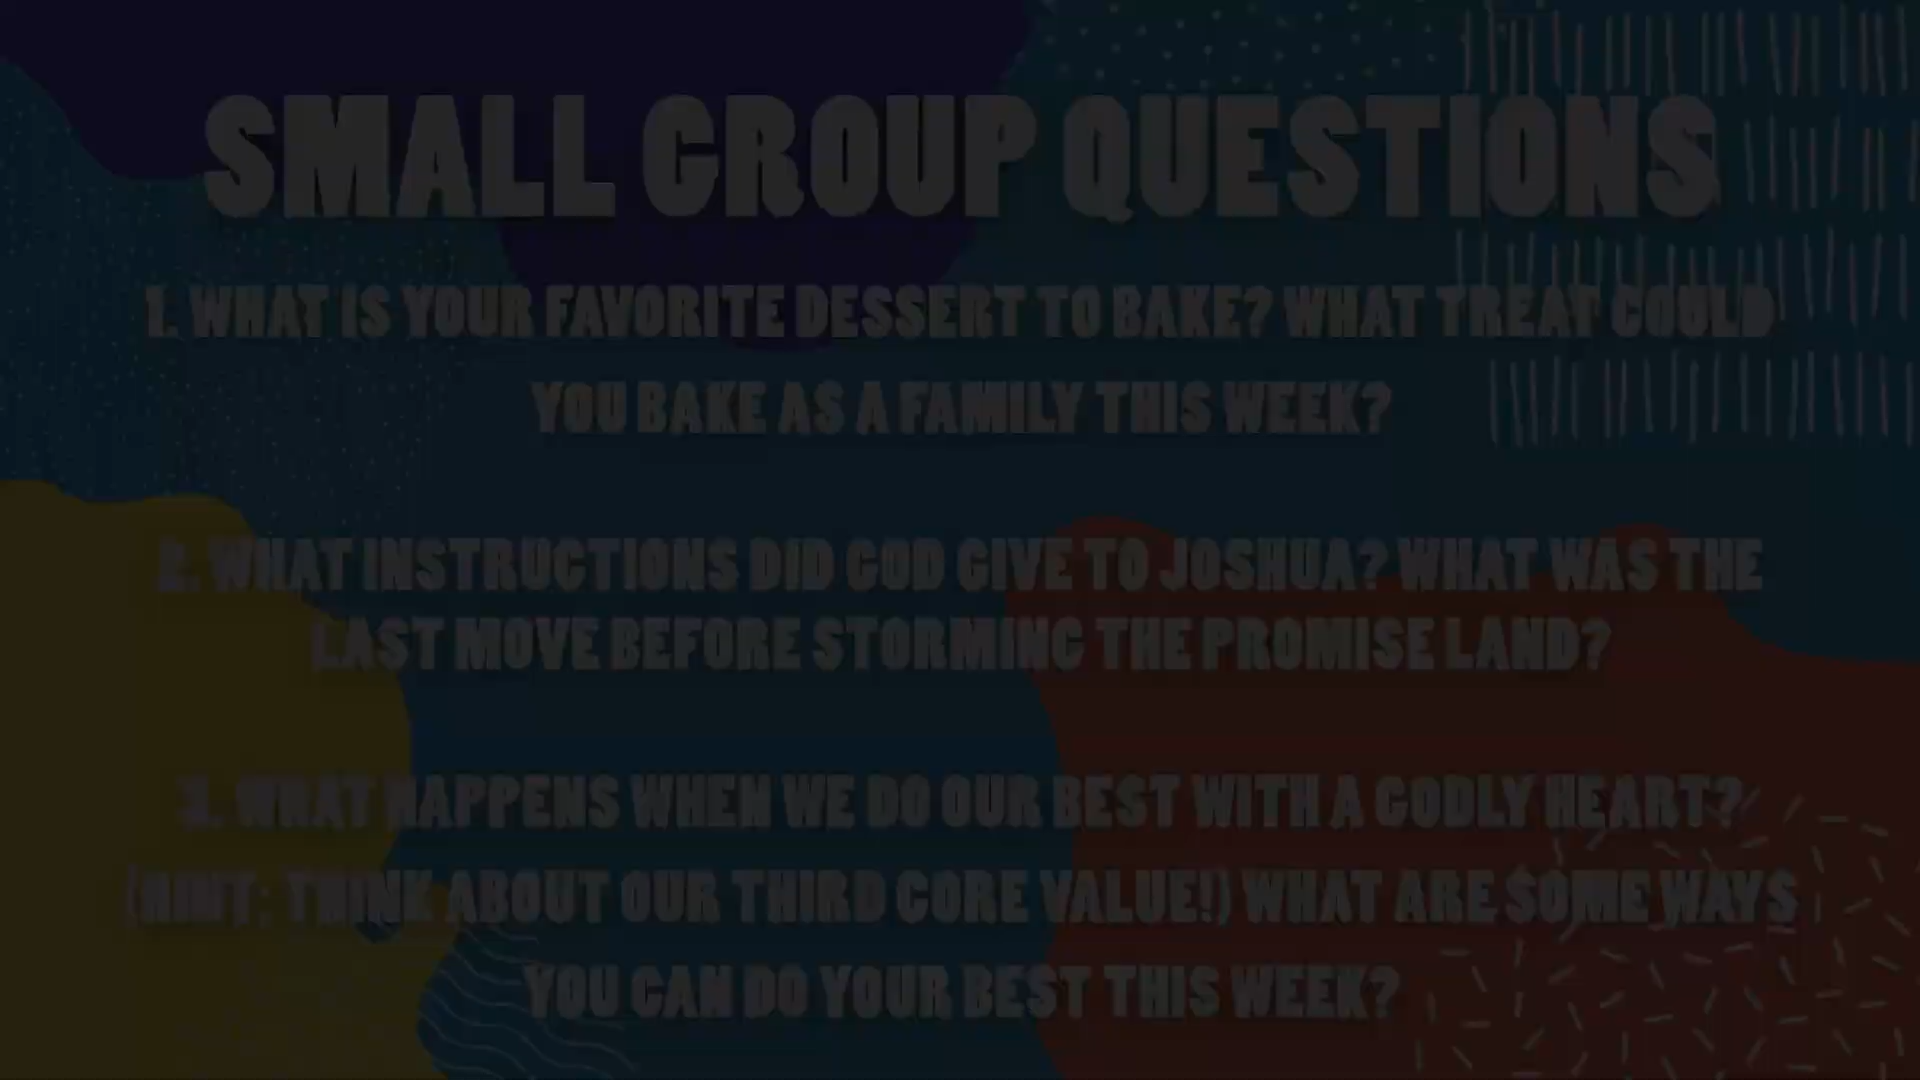 SMALL GROUP QUESTIONS
1. WHAT IS YOUR FAVORITE DESSERT TO BAKE? WHAT TREAT COULD
YOU BAKE AS A FAMILY THIS WEEK?
2. WHAT INSTRUCTIONS DID GOD GIVE TO JOSHUA? WHAT WAS THE
LAST MOVE BEFORE STORMING THE PROMISE LAND?
3. WHAT HAPPENS WHEN WE DO OUR BEST WITH A GODLY HEART?
(HINT: THINK ABOUT OUR THIRD CORE VALUE!) WHAT ARE SOME WAYS
YOU CAN DO YOUR BEST THIS WEEK?